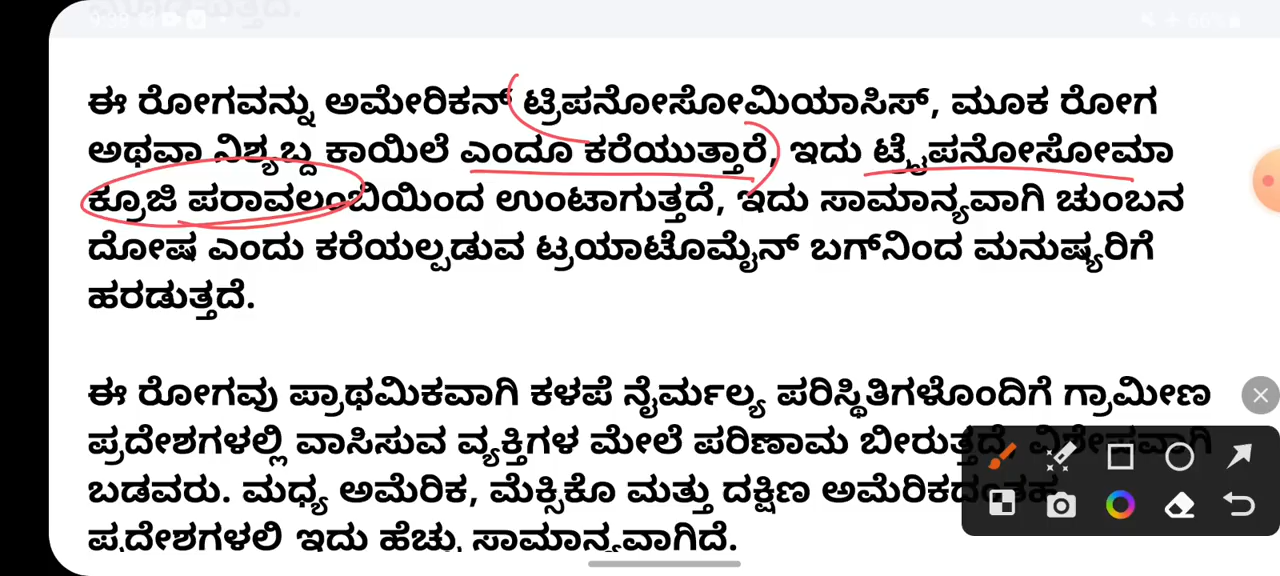 ಈ ರೋಗವನ್ನು ಅಮೇರಿಕನ್ ಟ್ರಿಪನೋಸೋಮಿಯಾಸಿಸ್, ಮೂಕ ರೋಗ
ಅಥವಾ ನಿಶ್ಯಬ್ದ ಕಾಯಿಲೆ ಎಂದೂ ಕರೆಯುತ್ತಾರೆ, ಇದು ಟ್ರೈಪನೋಸೋಮಾ
ಕ್ರೂಜಿ ಪರಾವಲಂಬಿಯಿಂದ ಉಂಟಾಗುತ್ತದೆ, ಇದು ಸಾಮಾನ್ಯವಾಗಿ ಚುಂಬನ
ದೋಷ ಎಂದು ಕರೆಯಲ್ಪಡುವ ಟ್ರಯಾಟೊಮೈನ್ ಬಗ್‌ನಿಂದ ಮನುಷ್ಯರಿಗೆ
ಹರಡುತ್ತದೆ.
ಈ ರೋಗವು ಪ್ರಾಥಮಿಕವಾಗಿ ಕಳಪೆ ನೈರ್ಮಲ್ಯ ಪರಿಸ್ಥಿತಿಗಳೊಂದಿಗೆ ಗ್ರಾಮೀಣ
ಪ್ರದೇಶಗಳಲ್ಲಿ ವಾಸಿಸುವ ವ್ಯಕ್ತಿಗಳ ಮೇಲೆ ಪರಿಣಾಮ ಬೀರುತ್ತದೆ, ವಿಶೇಷವಾಗಿ
ಬಡವರು. ಮಧ್ಯ ಅಮೆರಿಕ, ಮೆಕ್ಸಿಕೊ ಮತ್ತು ದಕ್ಷಿಣ ಅಮೆರಿಕದಂತಹ
ಪ್ರದೇಶಗಳಲ್ಲಿ ಇದು ಹೆಚ್ಚು ಸಾಮಾನ್ಯವಾಗಿದೆ.